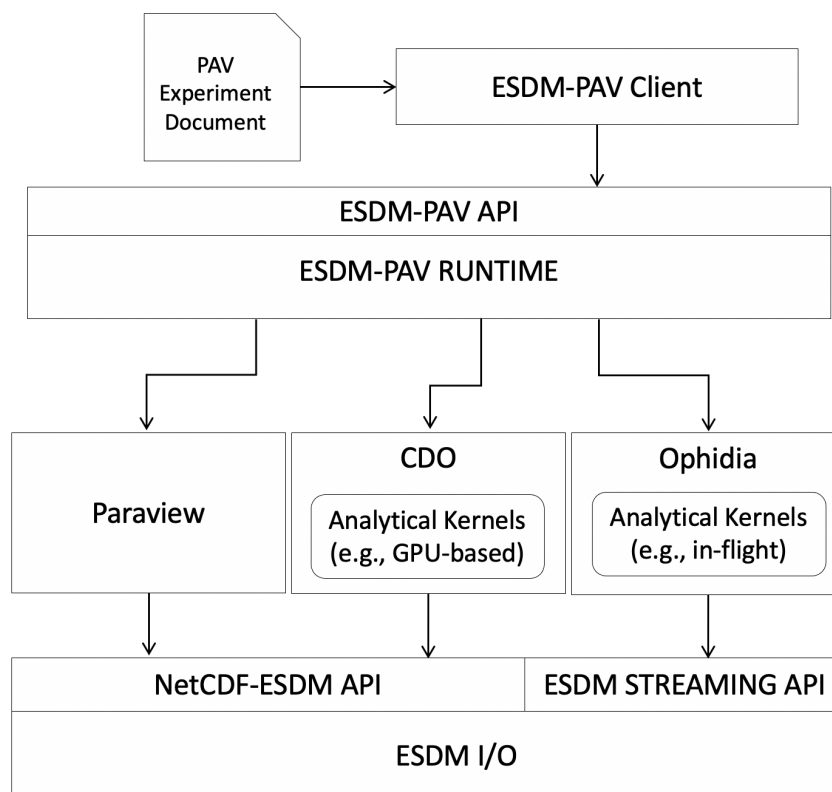 PAV
Experiment
Document
ESDM-PAV Client
ESDM-PAV API
ESDM-PAV RUNTIME
Paraview
CDO
Analytical Kernels
(e.g., GPU-based)
Ophidia
Analytical Kernels
(e.g., in-flight)
NetCDF-ESDM API
ESDM STREAMING API
ESDM I/O